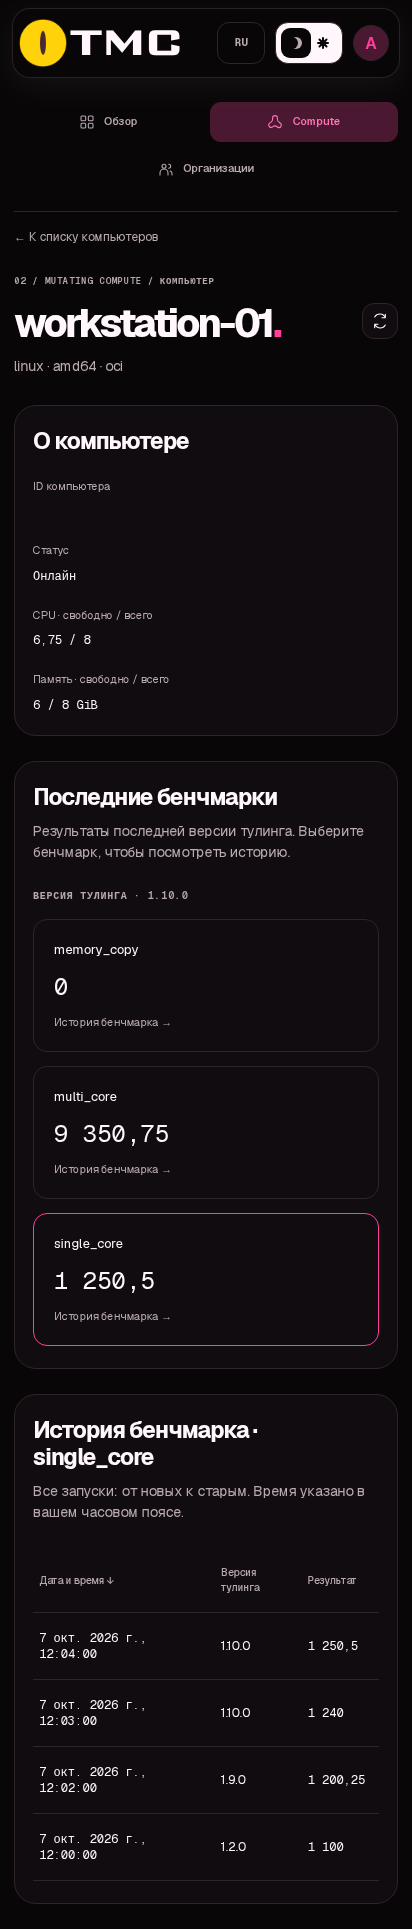 TMC
RU
A
Обзор
Compute
Организации
← К списку компьютеров
02 / MUTATING COMPUTE / КОМПЬЮТЕР
workstation-01.
linux · amd64 · oci
О компьютере
ID компьютера
Статус
Онлайн
CPU · свободно / всего
6,75 / 8
Память · свободно / всего
6 / 8 GiB
Последние бенчмарки
Результаты последней версии тулинга. Выберите
бенчмарк, чтобы посмотреть историю.
ВЕРСИЯ ТУЛИНГА · 1.10.0
memory_copy
0
История бенчмарка →
multi_core
9 350,75
История бенчмарка →
single_core
1 250,5
История бенчмарка →
История бенчмарка ·
single_core
Все запуски: от новых к старым. Время указано в
вашем часовом поясе.
Дата и время ↓
Версия
тулинга
Результат
7 окт. 2026 г.,
12:04:00
1.10.0
1 250,5
7 окт. 2026 г.,
12:03:00
1.10.0
1 240
7 окт. 2026 г.,
12:02:00
1.9.0
1 200,25
7 окт. 2026 г.,
12:00:00
1.2.0
1 100